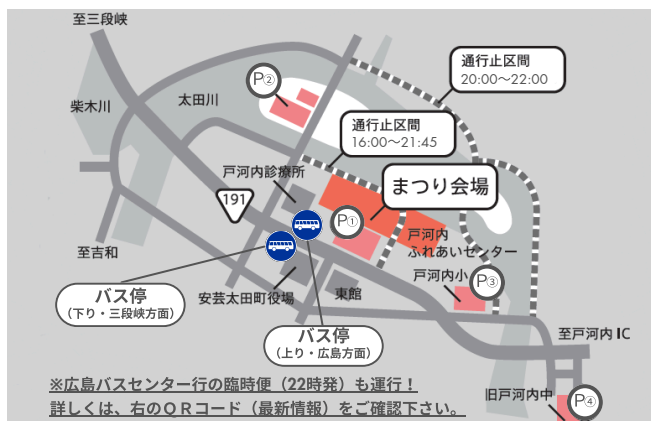 至三段峡
通行止区間
20:00～22:00
P②
太田川
柴木川
通行止区間
16:00～21:45
戸河内診療所
まつり会場
191
P①
戸河内
ふれあいセンター
至吉和
戸河内小
P③
バス停
(下り・三段峡方面)
安芸太田町役場
東館
バス停
(上り・広島方面)
至戸河内 IC
※広島バスセンター行の臨時便（22時発）も運行！
詳しくは、右のＱＲコード（最新情報）をご確認下さい。
旧戸河内中
P④